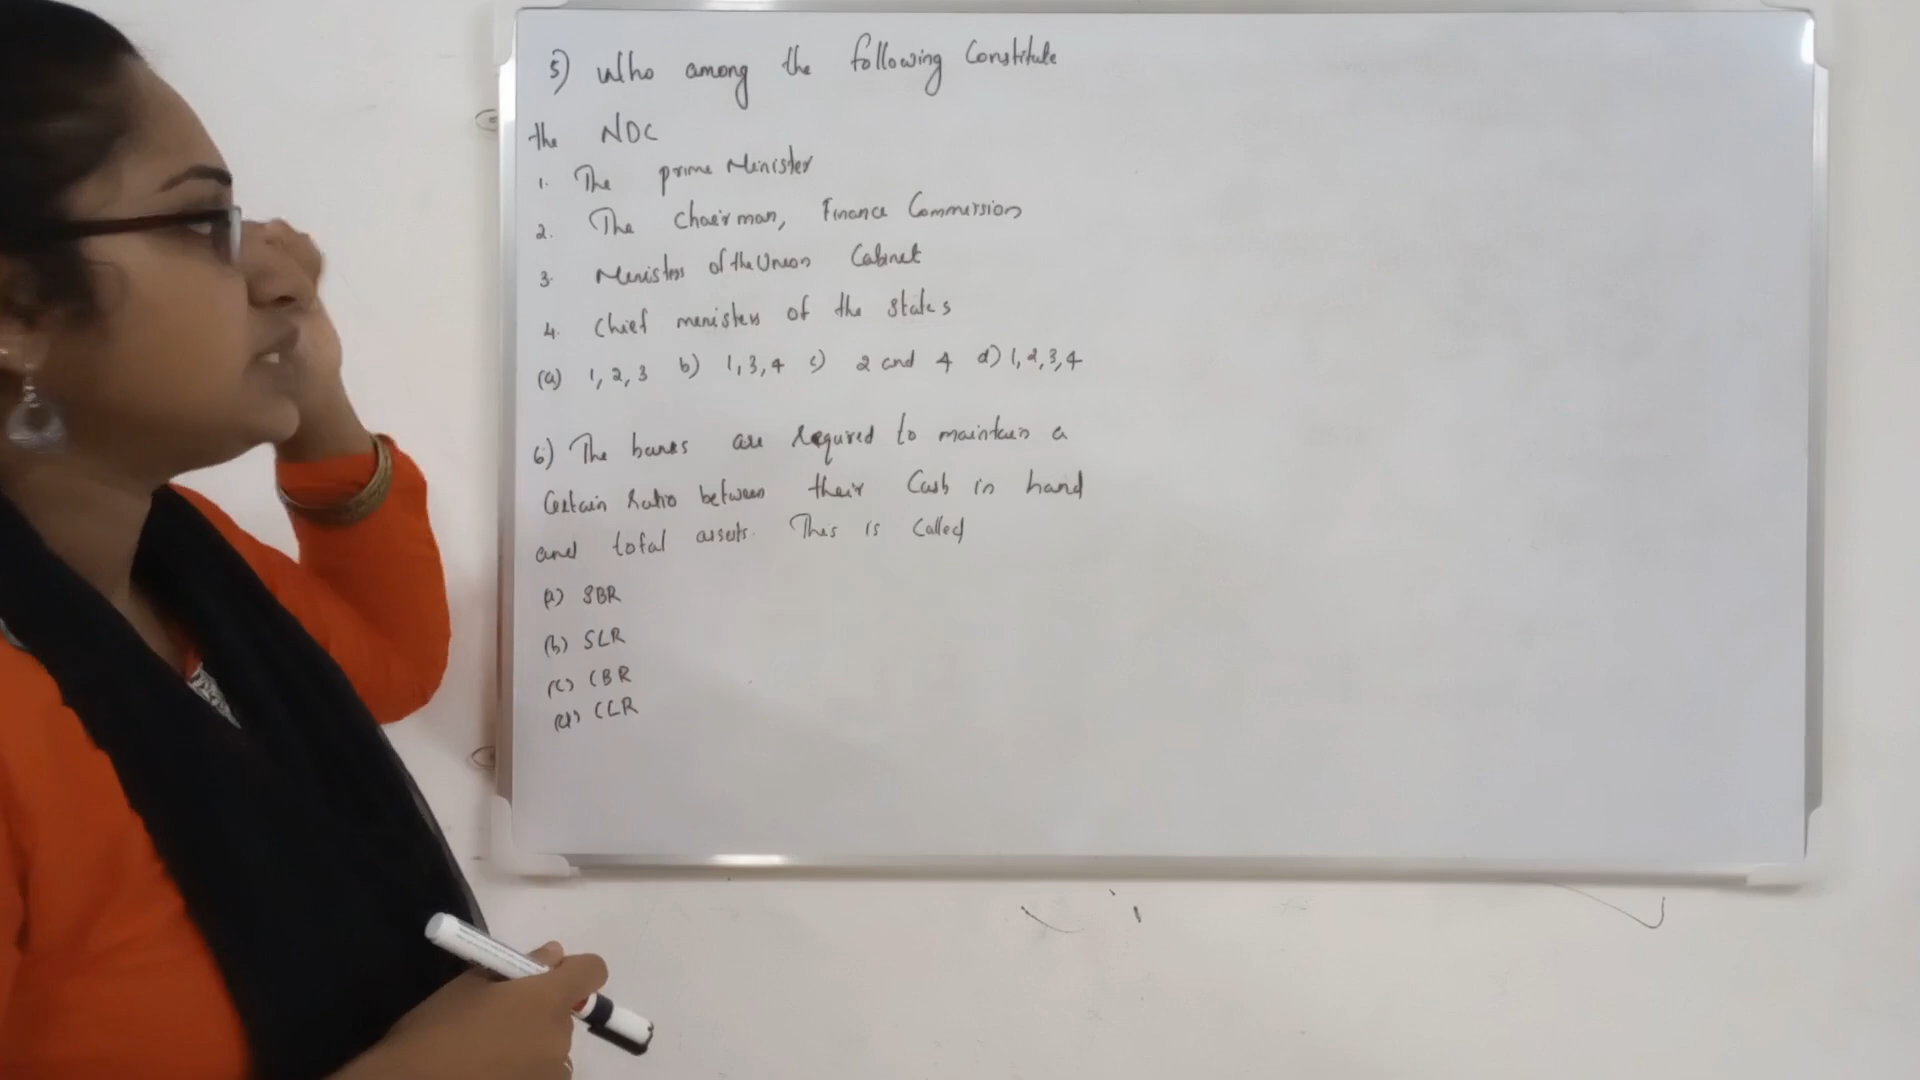 5) Who among the following Constitute
the NDC
1. The prime Minister
2. The Chairman, Finance Commission
3. Ministers of the Union Cabinet
4. Chief ministers of the states
(a) 1, 2, 3 b) 1, 3, 4 c) 2 and 4 d) 1, 2, 3, 4
6) The banks are required to maintain a
Certain ratio between their Cash in hand
and total assets. This is called
(a) SBR
(b) SLR
(c) CBR
(d) CLR